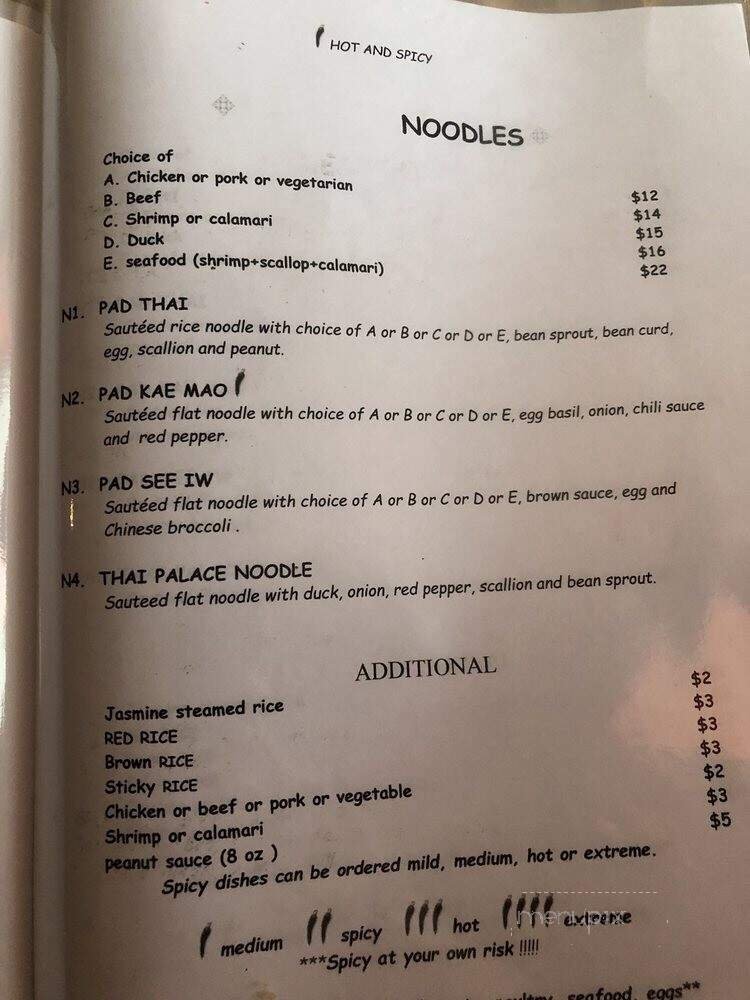 HOT AND SPICY
NOODLES
Choice of
A. Chicken or pork or vegetarian $12
B. Beef $14
C. Shrimp or calamari $15
D. Duck $16
E. seafood (shrimp+scallop+calamari) $22
N1. PAD THAI
Sautéed rice noodle with choice of A or B or C or D or E, bean sprout, bean curd,
egg, scallion and peanut.
N2. PAD KAE MAO
Sautéed flat noodle with choice of A or B or C or D or E, egg basil, onion, chili sauce
and red pepper.
N3. PAD SEE IW
Sautéed flat noodle with choice of A or B or C or D or E, brown sauce, egg and
Chinese broccoli .
N4. THAI PALACE NOODLE
Sauteed flat noodle with duck, onion, red pepper, scallion and bean sprout.
ADDITIONAL
Jasmine steamed rice $2
RED RICE $3
Brown RICE $3
Sticky RICE $3
Chicken or beef or pork or vegetable $2
Shrimp or calamari $3
peanut sauce (8 oz ) $5
Spicy dishes can be ordered mild, medium, hot or extreme.
medium spicy hot extreme
***Spicy at your own risk !!!!!
seafood, eggs**